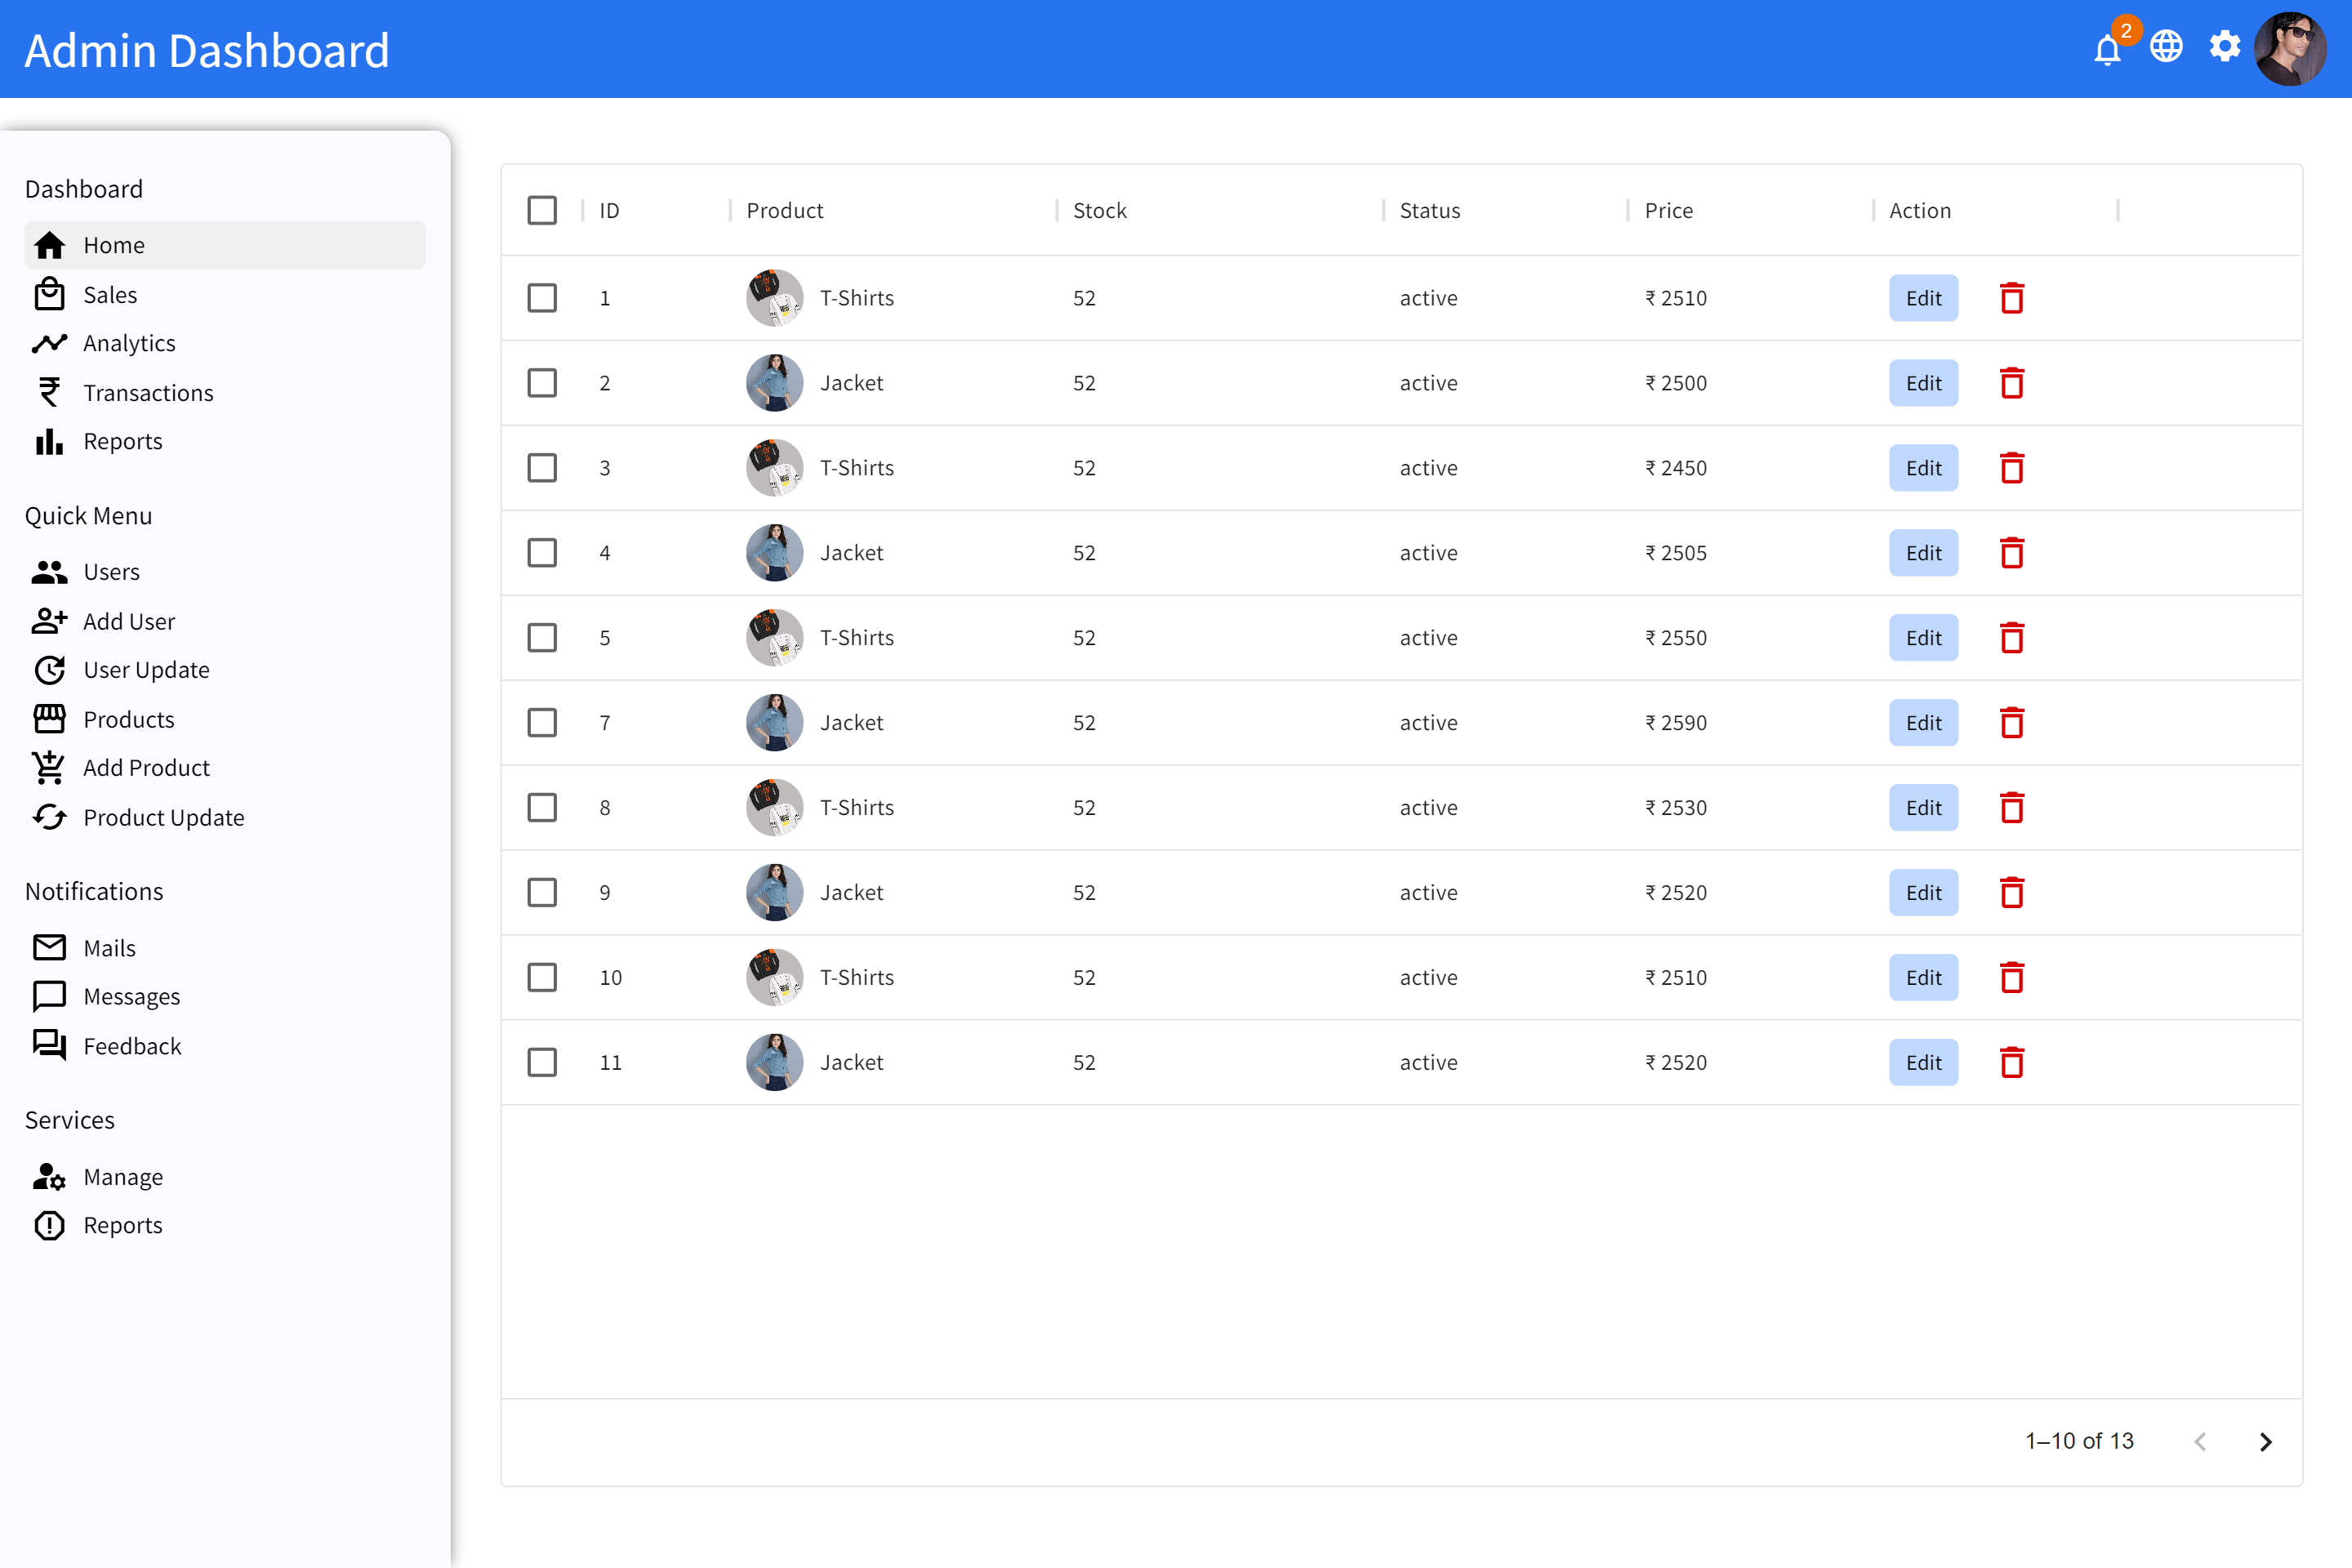 Admin Dashboard
2
Dashboard
Home
Sales
Analytics
Transactions
Reports
Quick Menu
Users
Add User
User Update
Products
Add Product
Product Update
Notifications
Mails
Messages
Feedback
Services
Manage
Reports
ID Product Stock Status Price Action
1 T-Shirts 52 active ₹ 2510 Edit
2 Jacket 52 active ₹ 2500 Edit
3 T-Shirts 52 active ₹ 2450 Edit
4 Jacket 52 active ₹ 2505 Edit
5 T-Shirts 52 active ₹ 2550 Edit
7 Jacket 52 active ₹ 2590 Edit
8 T-Shirts 52 active ₹ 2530 Edit
9 Jacket 52 active ₹ 2520 Edit
10 T-Shirts 52 active ₹ 2510 Edit
11 Jacket 52 active ₹ 2520 Edit
1–10 of 13